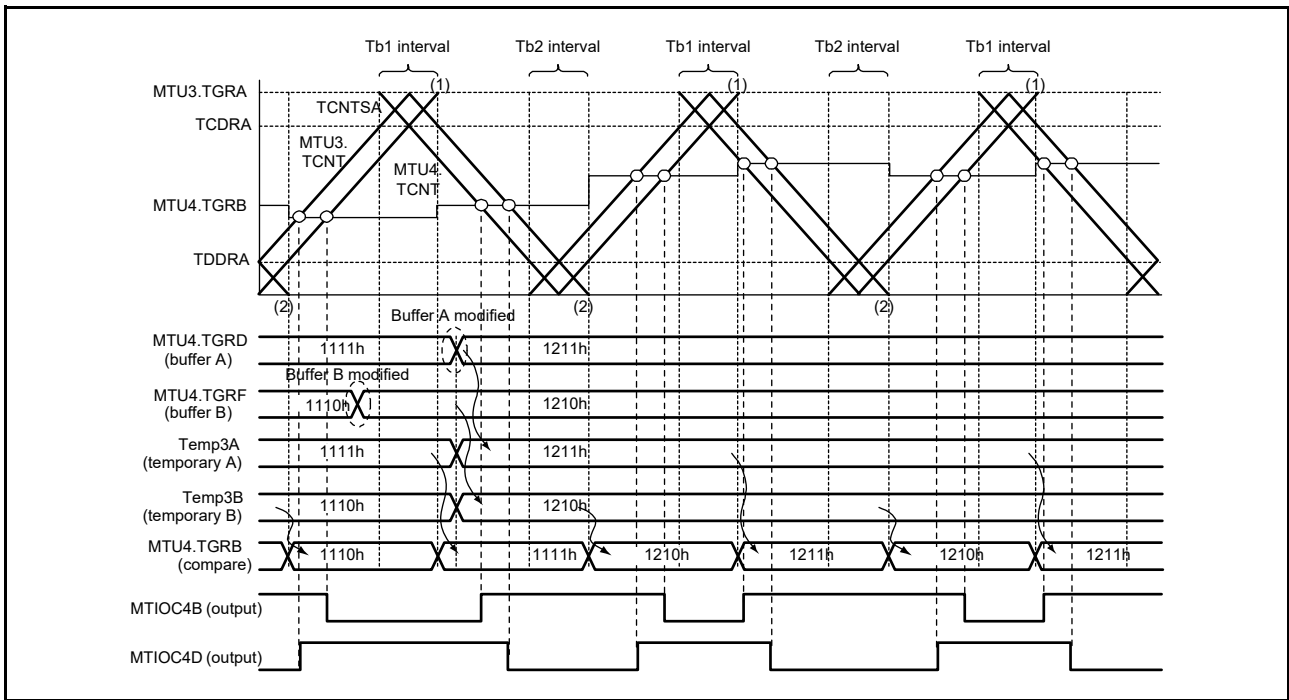 Tb1 interval
Tb2 interval
Tb1 interval
Tb2 interval
Tb1 interval
MTU3.TGRA
(1)
(1)
(1)
TCNTSA
TCDRA
MTU3.
TCNT
MTU4.
TCNT
MTU4.TGRB
TDDRA
(2)
(2)
(2)
Buffer A modified
MTU4.TGRD
(buffer A)
1111h
1211h
Buffer B modified
MTU4.TGRF
(buffer B)
1110h
1210h
Temp3A
(temporary A)
1111h
1211h
Temp3B
(temporary B)
1110h
1210h
MTU4.TGRB
(compare)
1110h
1111h
1210h
1211h
1210h
1211h
MTIOC4B (output)
MTIOC4D (output)